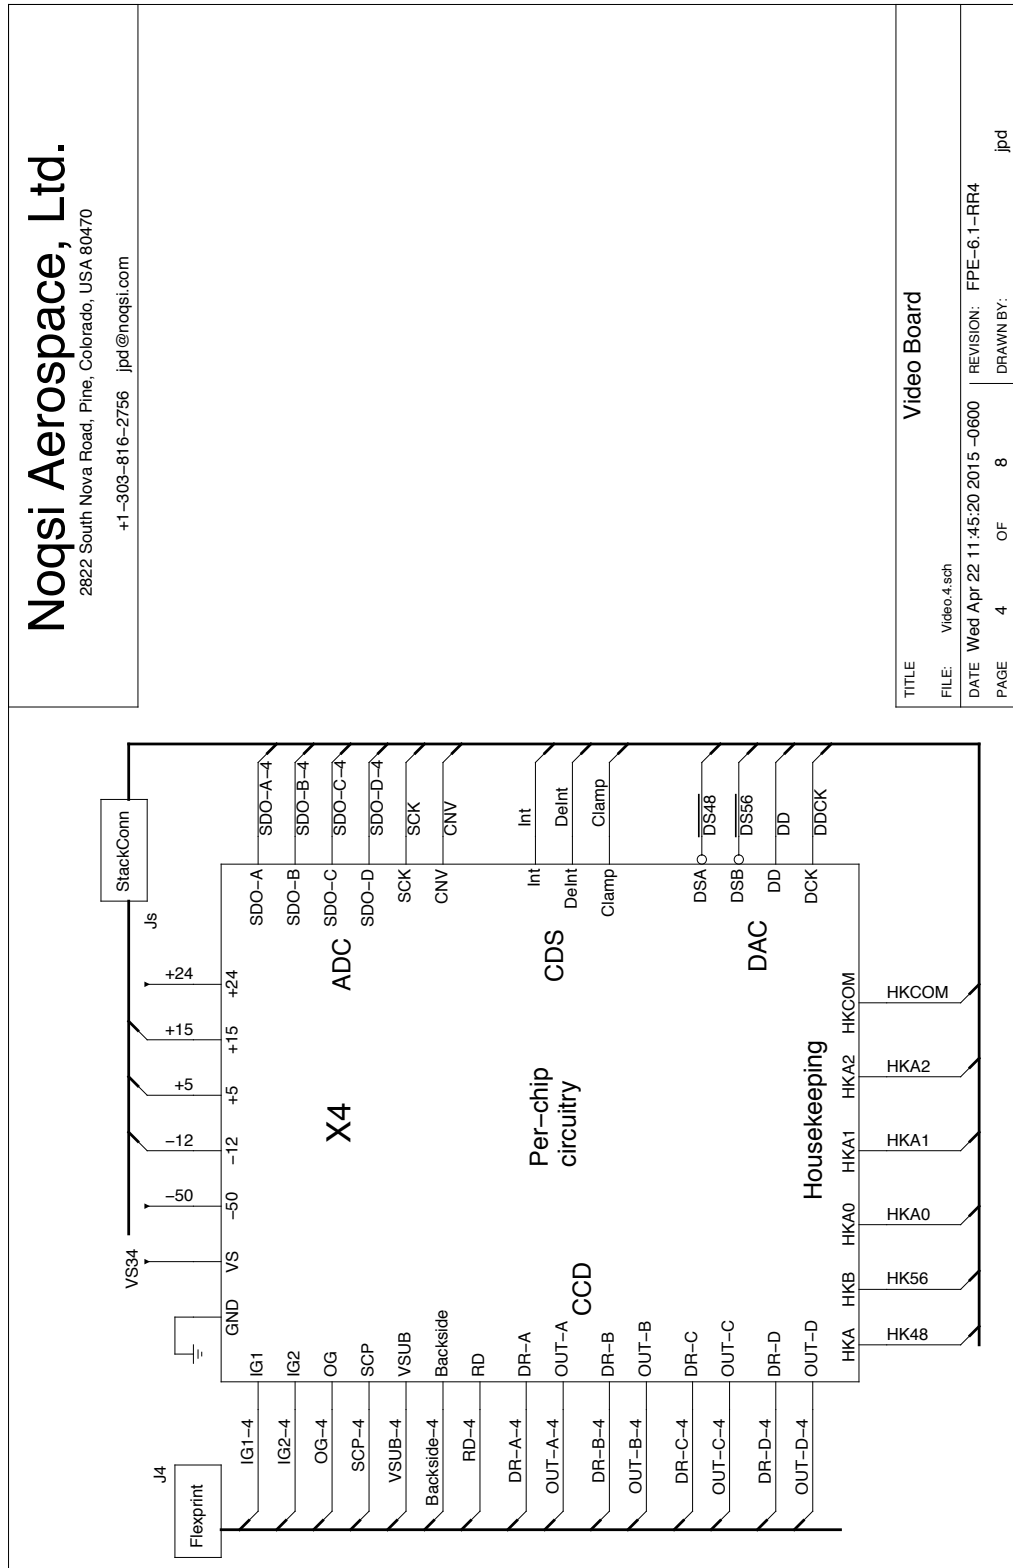 Noqsi Aerospace, Ltd.
2822 South Nova Road, Pine, Colorado, USA 80470
+1−303−816−2756 jpd@noqsi.com
J4
Flexprint
IG1−4
IG2−4
OG−4
SCP−4
VSUB−4
Backside−4
RD−4
DR−A−4
OUT−A−4
DR−B−4
OUT−B−4
DR−C−4
OUT−C−4
DR−D−4
OUT−D−4
IG1
IG2
OG
SCP
VSUB
Backside
RD
DR−A
OUT−A
DR−B
OUT−B
DR−C
OUT−C
DR−D
OUT−D
CCD
VS34
−50
−12
+5
+15
+24
GND
VS
−50
−12
+5
+15
+24
Js
StackConn
X4
Per−chip
circuitry
ADC
CDS
DAC
Housekeeping
SDO−A
SDO−B
SDO−C
SDO−D
SCK
CNV
Int
DeInt
Clamp
DSA
DSB
DD
DCK
SDO−A−4
SDO−B−4
SDO−C−4
SDO−D−4
SCK
CNV
Int
DeInt
Clamp
DS48
DS56
DD
DDCK
HKA
HKB
HKA0
HKA1
HKA2
HKCOM
HK48
HK56
HKA0
HKA1
HKA2
HKCOM
TITLE
Video Board
FILE: Video.4.sch
DATE Wed Apr 22 11:45:20 2015 −0600
REVISION: FPE−6.1−RR4
PAGE 4 OF 8
DRAWN BY: jpd